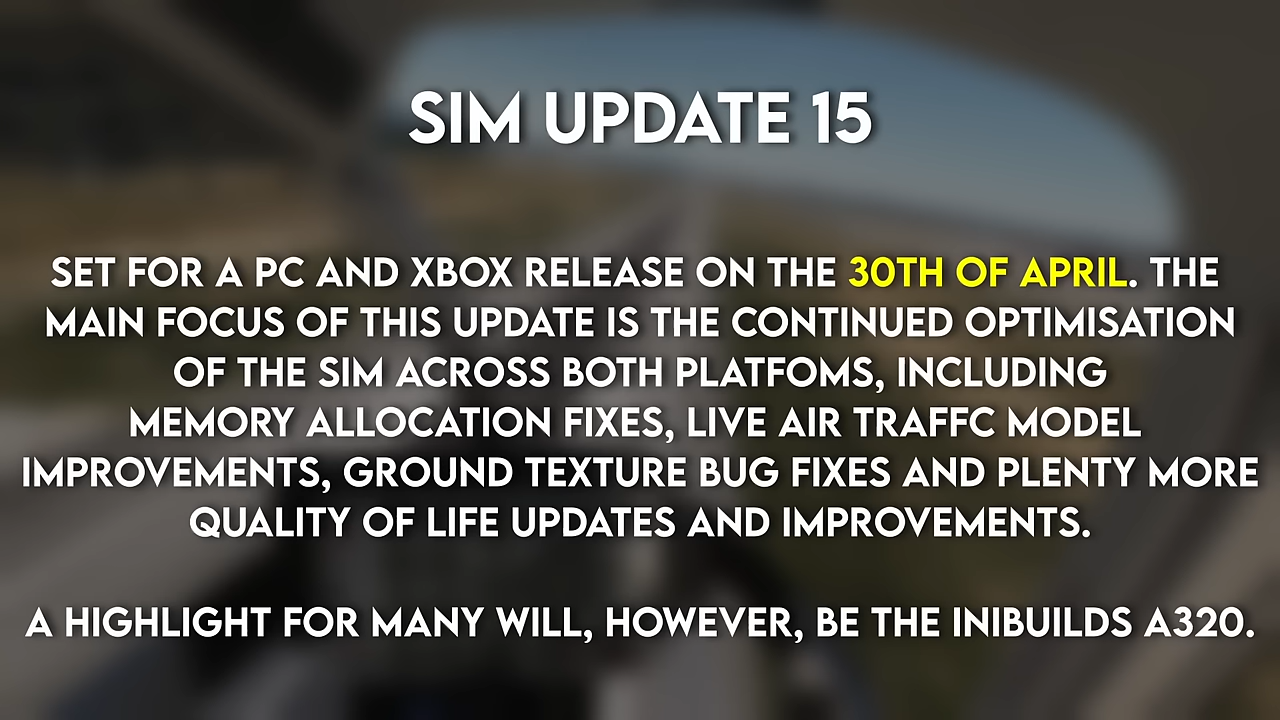 SIM UPDATE 15
SET FOR A PC AND XBOX RELEASE ON THE 30TH OF APRIL. THE
MAIN FOCUS OF THIS UPDATE IS THE CONTINUED OPTIMISATION
OF THE SIM ACROSS BOTH PLATFOMS, INCLUDING
MEMORY ALLOCATION FIXES, LIVE AIR TRAFFC MODEL
IMPROVEMENTS, GROUND TEXTURE BUG FIXES AND PLENTY MORE
QUALITY OF LIFE UPDATES AND IMPROVEMENTS.
A HIGHLIGHT FOR MANY WILL, HOWEVER, BE THE INIBUILDS A320.